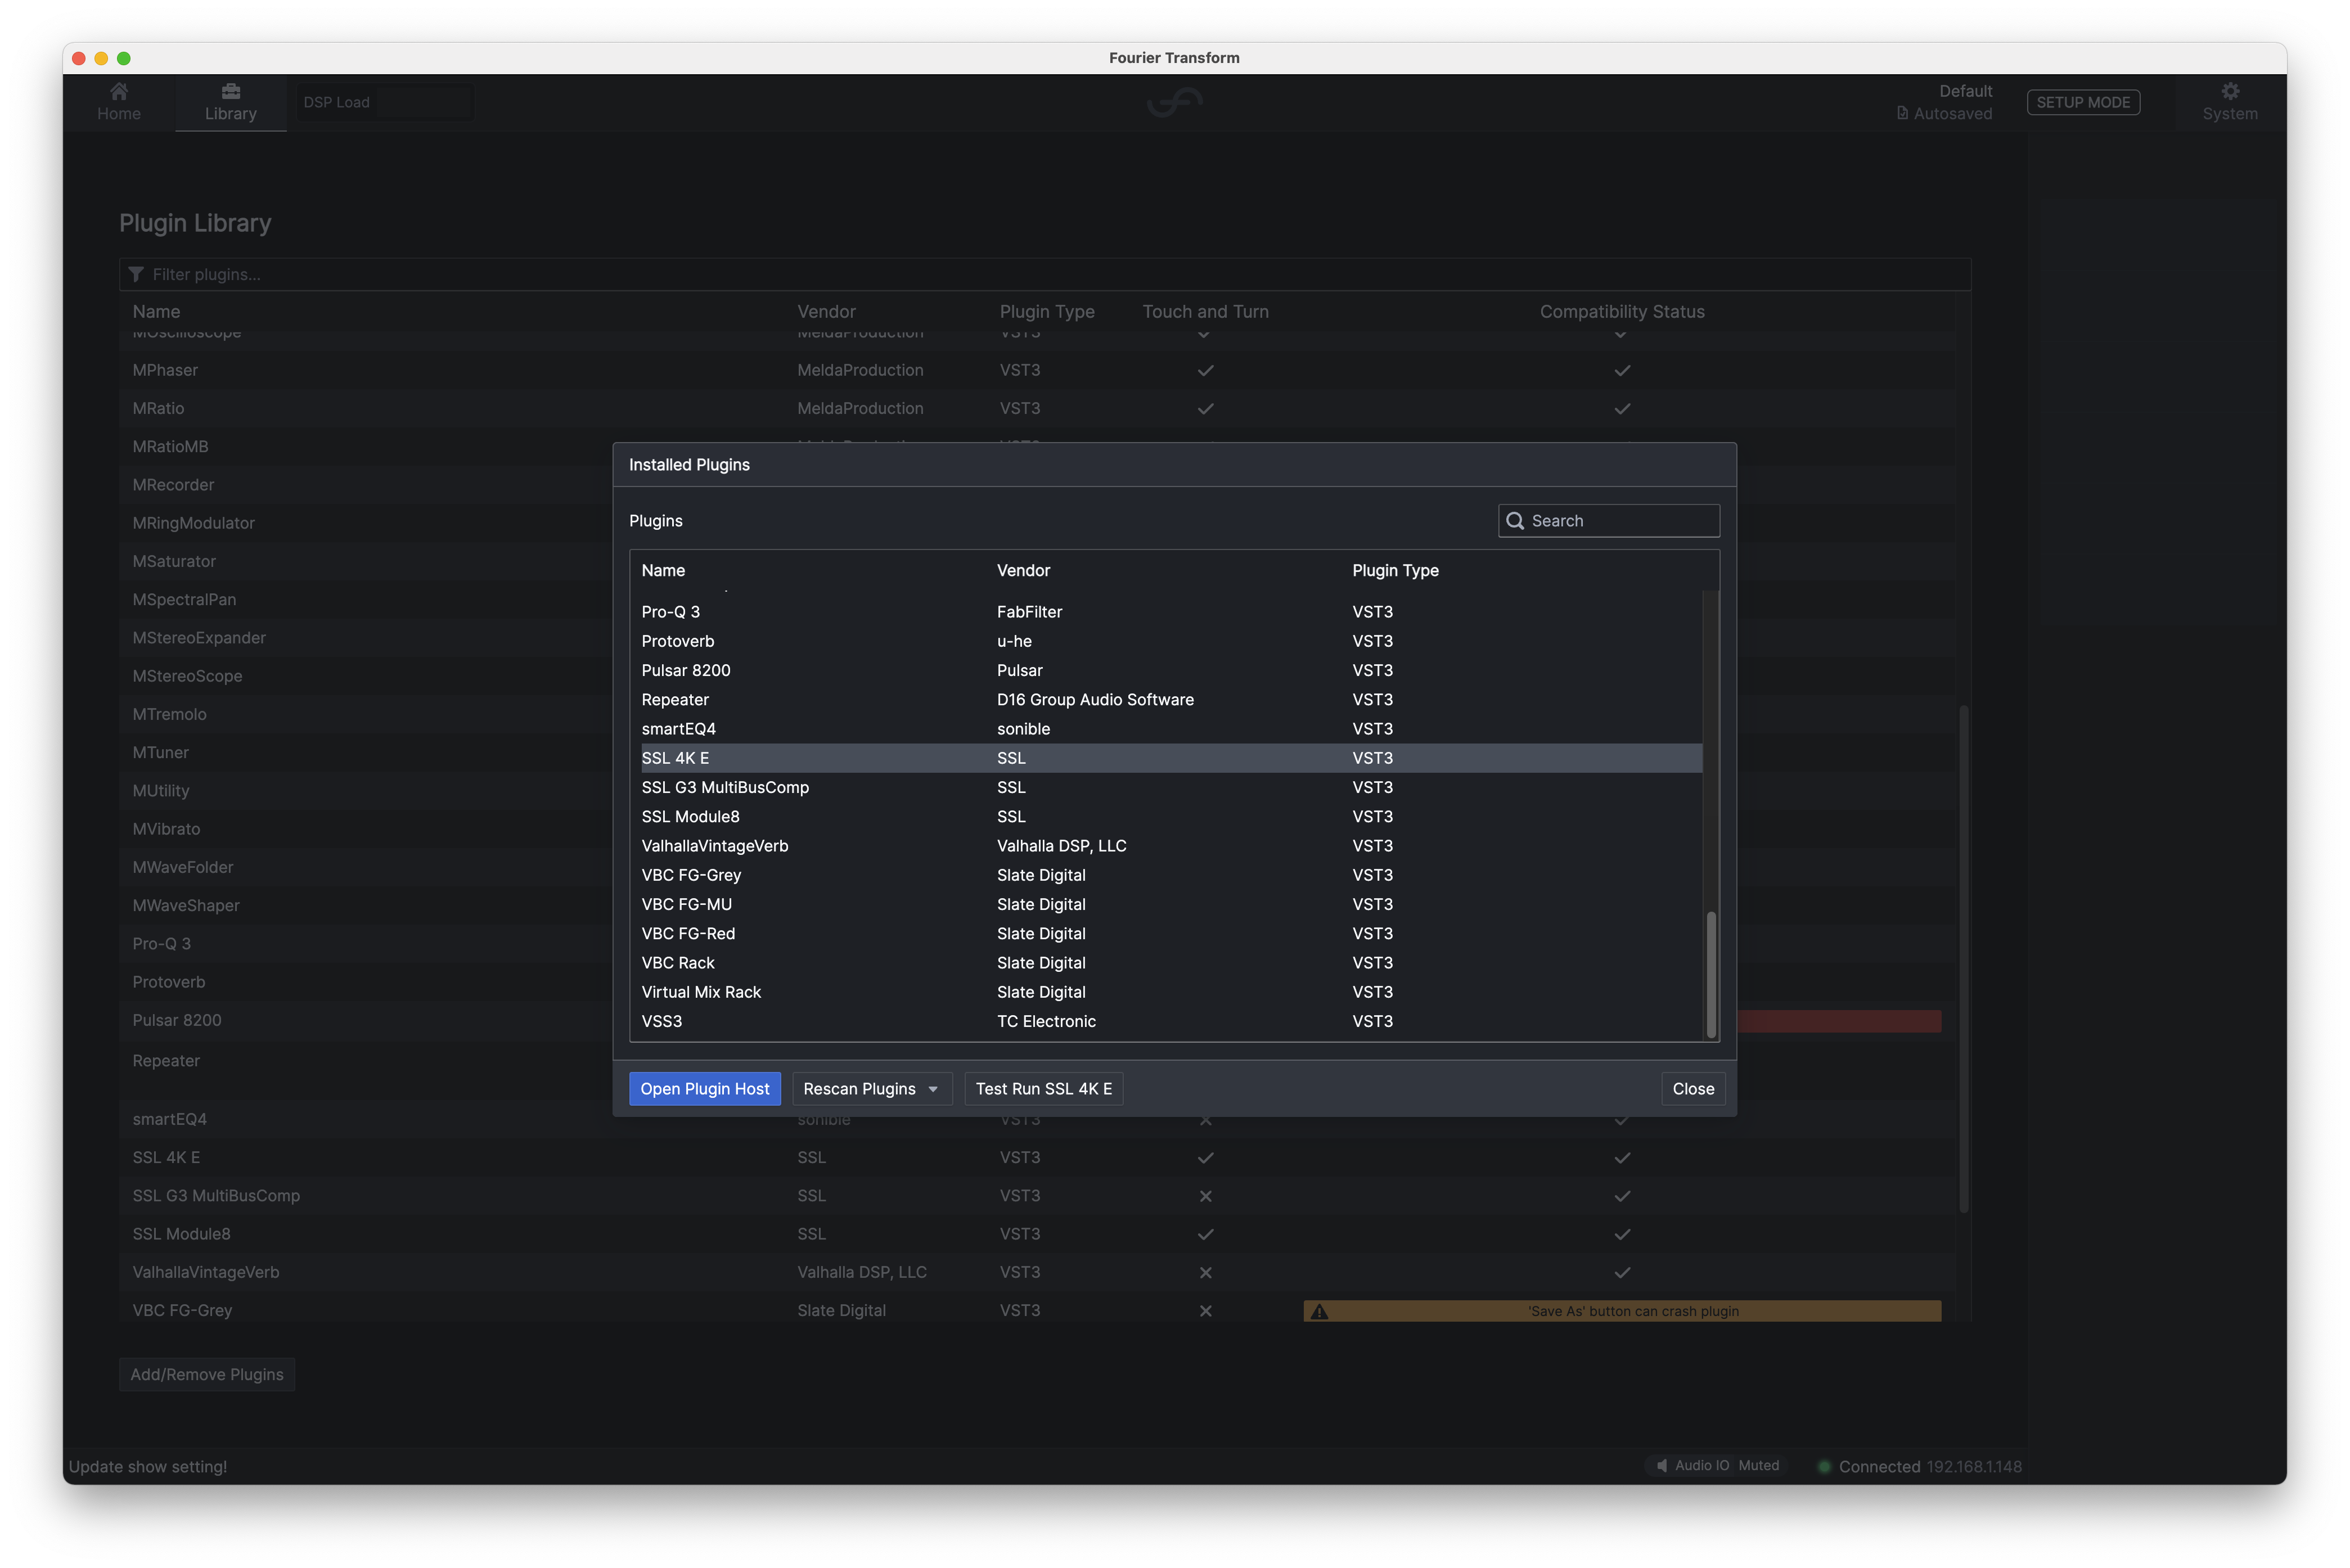 Fourier Transform
Home
Library
DSP Load
Default
Autosaved
SETUP MODE
System
Plugin Library
Filter plugins...
Name Vendor Plugin Type Touch and Turn Compatibility Status
MOscilloscope MeldaProduction VST3
MPhaser MeldaProduction VST3
MRatio MeldaProduction VST3
MRatioMB
MRecorder
MRingModulator
MSaturator
MSpectralPan
MStereoExpander
MStereoScope
MTremolo
MTuner
MUtility
MVibrato
MWaveFolder
MWaveShaper
Pro-Q 3
Protoverb
Pulsar 8200
Repeater
smartEQ4 sonible VST3
SSL 4K E SSL VST3
SSL G3 MultiBusComp SSL VST3
SSL Module8 SSL VST3
ValhallaVintageVerb Valhalla DSP, LLC VST3
VBC FG-Grey Slate Digital VST3 'Save As' button can crash plugin
Add/Remove Plugins
Installed Plugins
Plugins
Search
Name Vendor Plugin Type
Pro-Q 3 FabFilter VST3
Protoverb u-he VST3
Pulsar 8200 Pulsar VST3
Repeater D16 Group Audio Software VST3
smartEQ4 sonible VST3
SSL 4K E SSL VST3
SSL G3 MultiBusComp SSL VST3
SSL Module8 SSL VST3
ValhallaVintageVerb Valhalla DSP, LLC VST3
VBC FG-Grey Slate Digital VST3
VBC FG-MU Slate Digital VST3
VBC FG-Red Slate Digital VST3
VBC Rack Slate Digital VST3
Virtual Mix Rack Slate Digital VST3
VSS3 TC Electronic VST3
Open Plugin Host
Rescan Plugins
Test Run SSL 4K E
Close
Update show setting!
Audio IO Muted
Connected 192.168.1.148